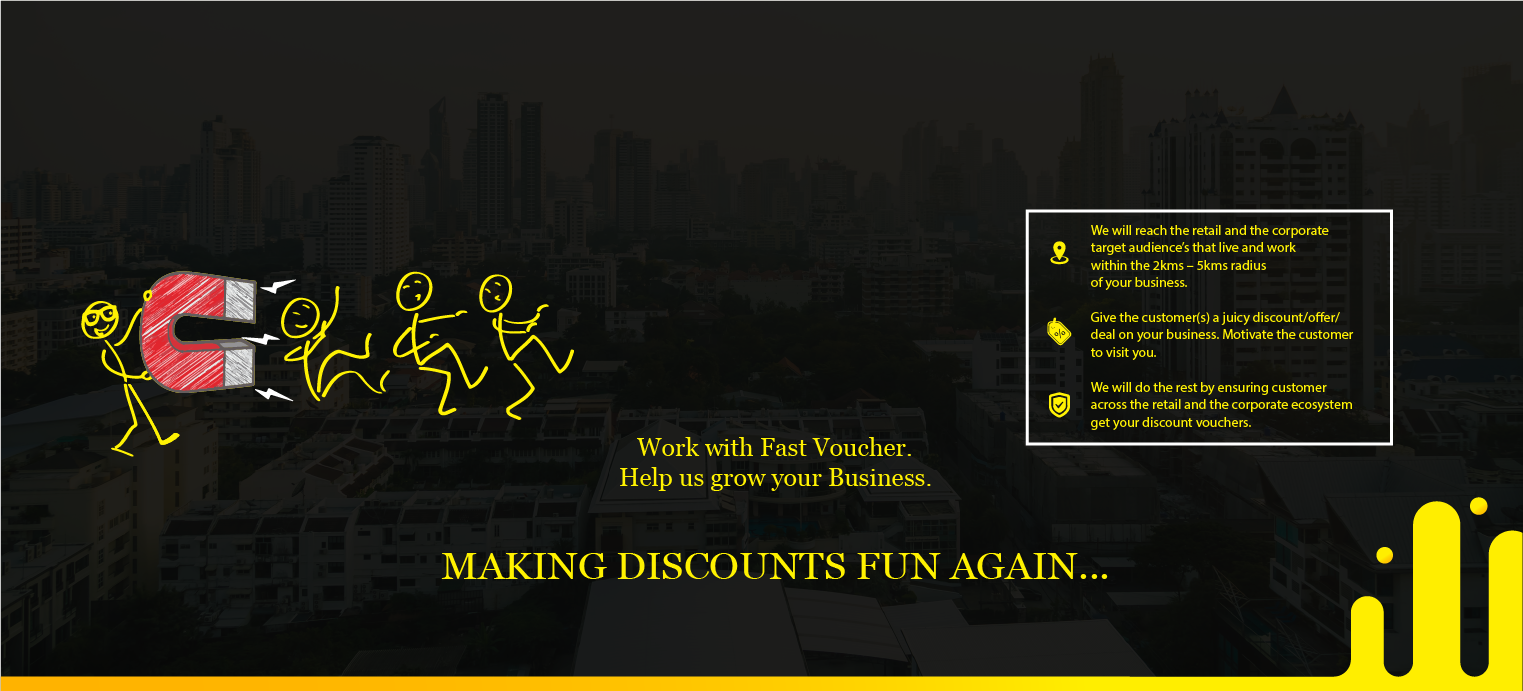 We will reach the retail and the corporate
target audience's that live and work
within the 2kms – 5kms radius
of your business.
Give the customer(s) a juicy discount/offer/
deal on your business. Motivate the customer
to visit you.
We will do the rest by ensuring customer
across the retail and the corporate ecosystem
get your discount vouchers.
Work with Fast Voucher.
Help us grow your Business.
MAKING DISCOUNTS FUN AGAIN...